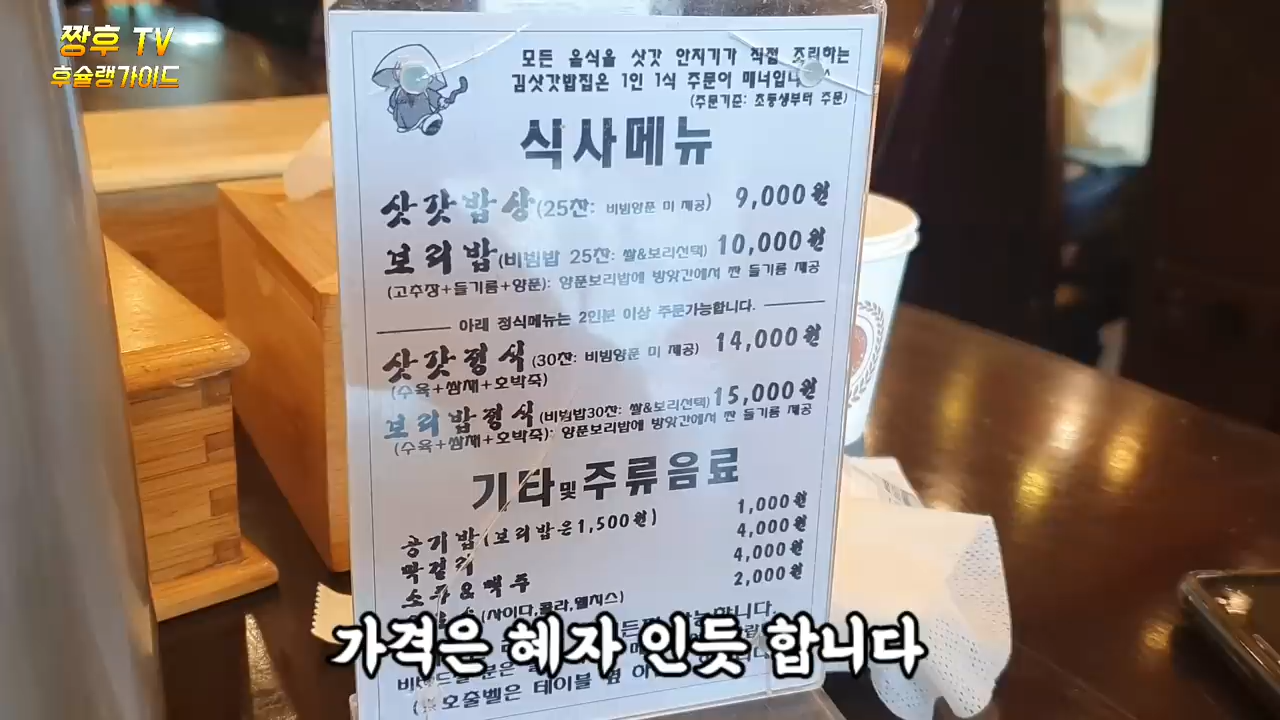 짱후 TV
후슐랭가이드
모든 음식을 삿갓 안지기가 직접 조리하는
김삿갓밥집은 1인 1식 주문이 매너입니다^^
(주문기준: 초등생부터 주문)
식사메뉴
삿갓밥상(25찬: 비빔양푼 미 제공) 9,000원
보리밥(비빔밥 25찬: 쌀&보리선택) 10,000원
(고추장+들기름+양푼): 양푼보리밥에 방앗간에서 짠 들기름 제공
아래 정식메뉴는 2인분 이상 주문가능합니다.
삿갓정식(30찬: 비빔양푼 미 제공) 14,000원
(수육+쌈채+호박죽)
보리밥정식(비빔밥30찬: 쌀&보리선택) 15,000원
(수육+쌈채+호박죽): 양푼보리밥에 방앗간에서 짠 들기름 제공
기타및주류음료
공기밥(보리밥은1,500원) 1,000원
막걸리 4,000원
소주&맥주 4,000원
(사이다,콜라,웰치스) 2,000원
가격은 혜자 인듯 합니다
호출벨은 테이블 옆